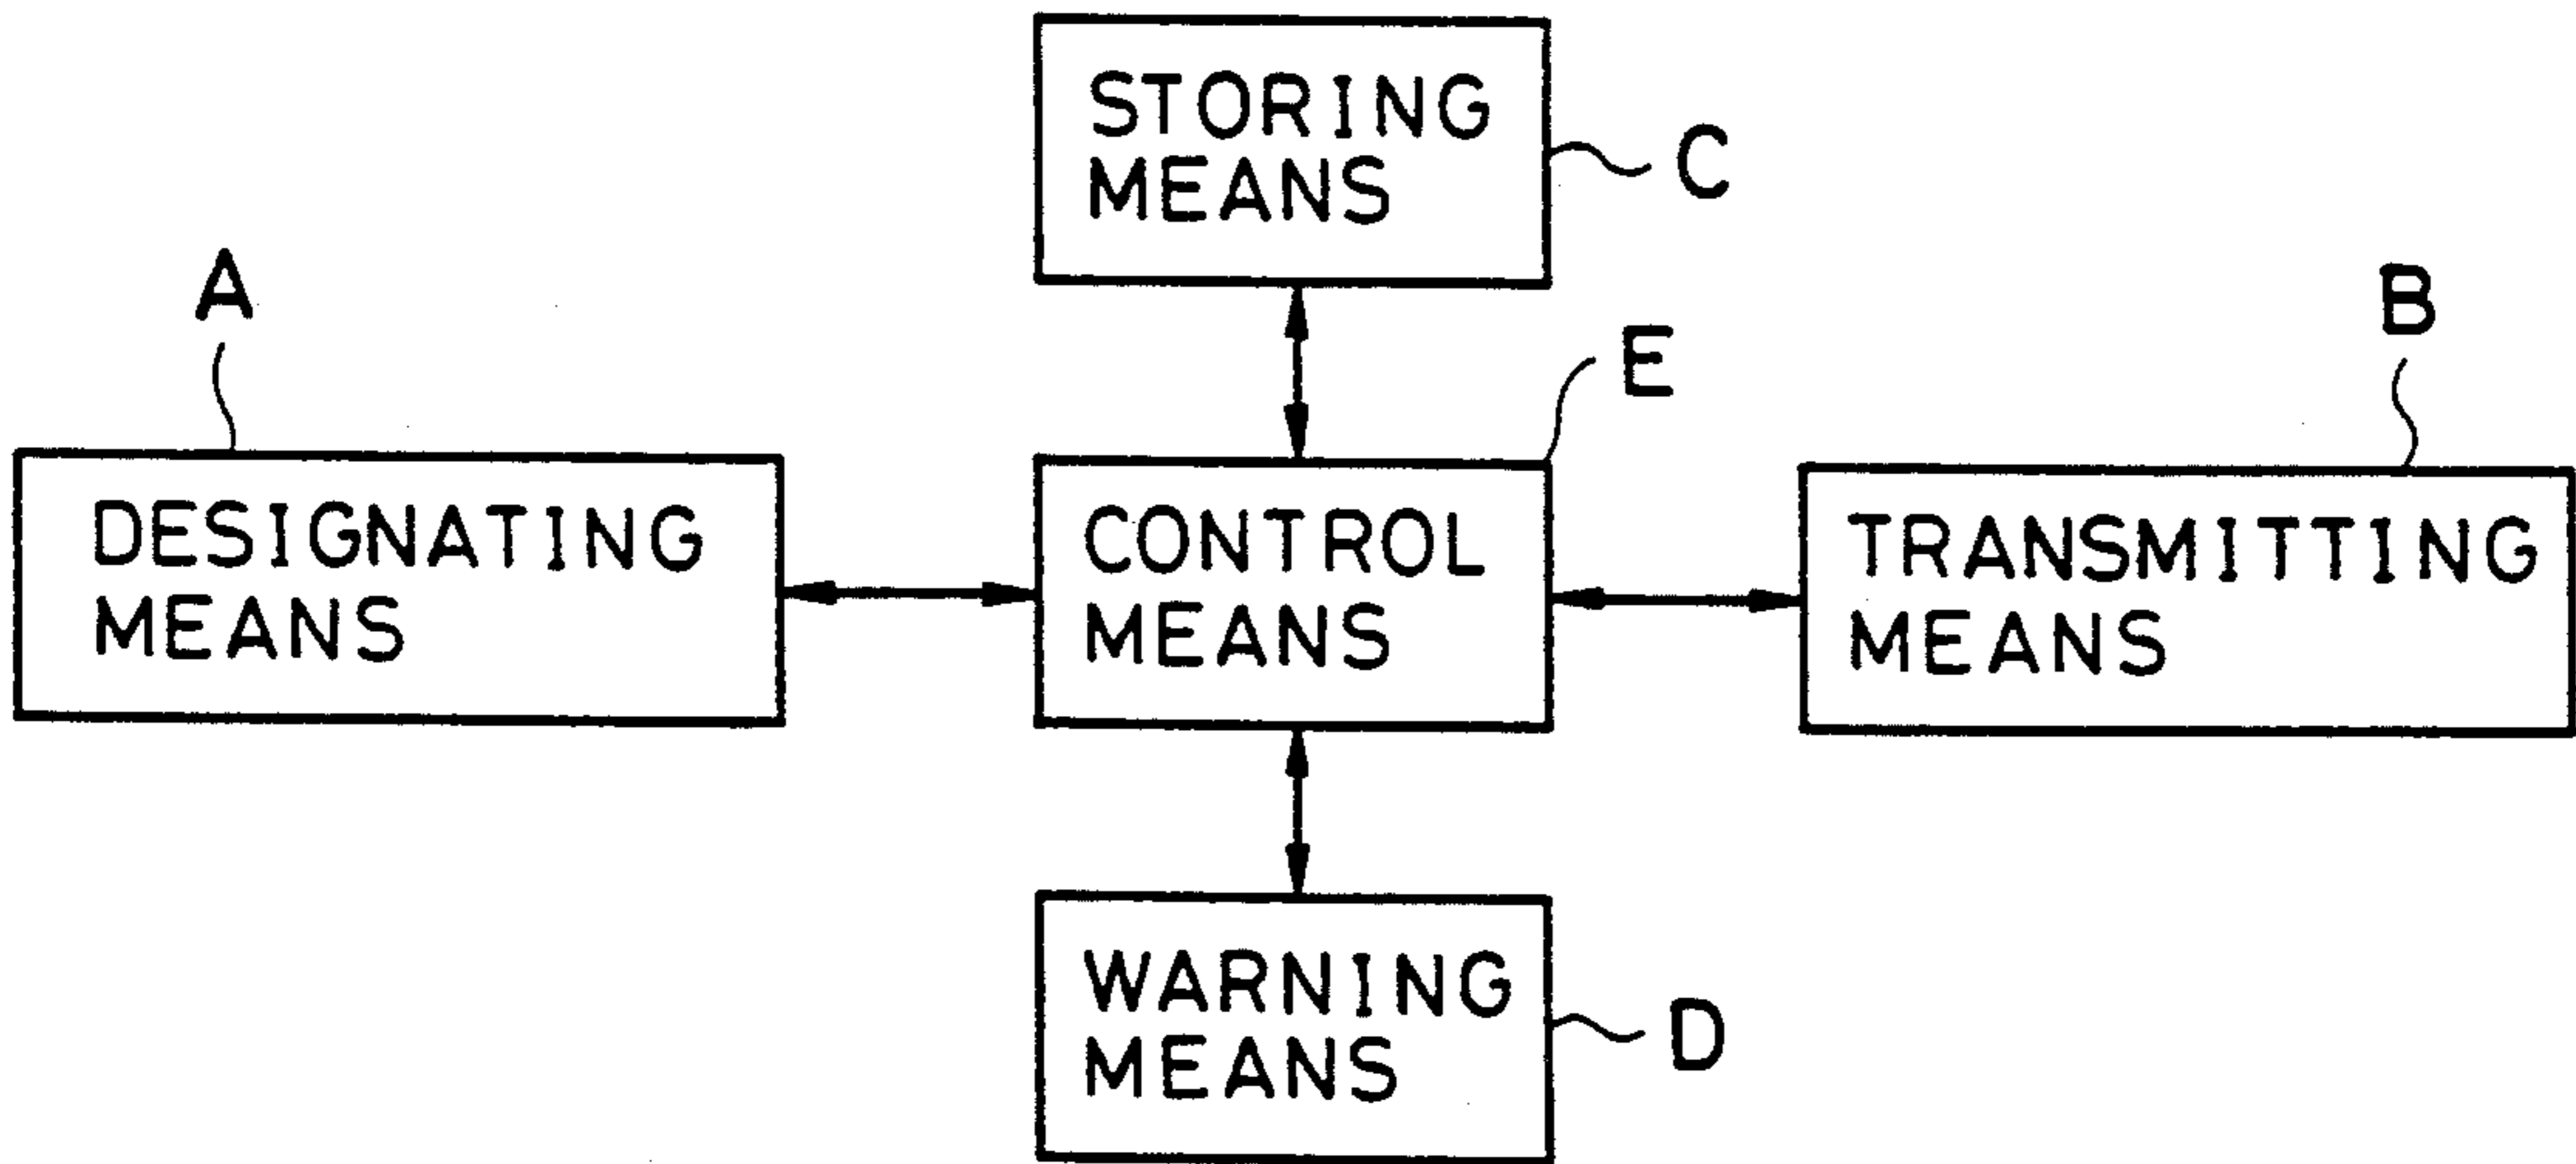 STORING
MEANS
C
A
B
E
DESIGNATING
MEANS
CONTROL
MEANS
TRANSMITTING
MEANS
WARNING
MEANS
D